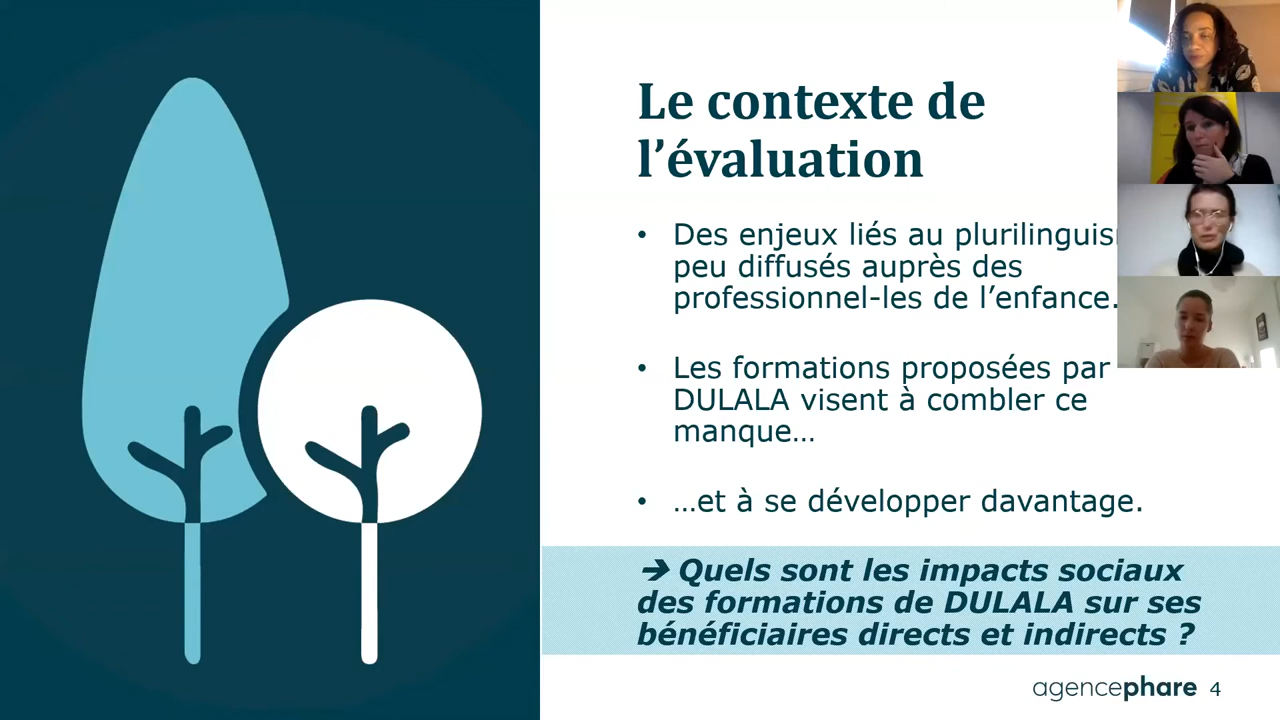 Le contexte de
l’évaluation
• Des enjeux liés au
peu diffusés auprès des
professionnel-les de l’enfance.
• Les formations proposées par
DULALA visent à combler ce
manque…
• …et à se développer davantage.
➔ Quels sont les impacts sociaux
des formations de DULALA sur ses
bénéficiaires directs et indirects ?
agencephare 4